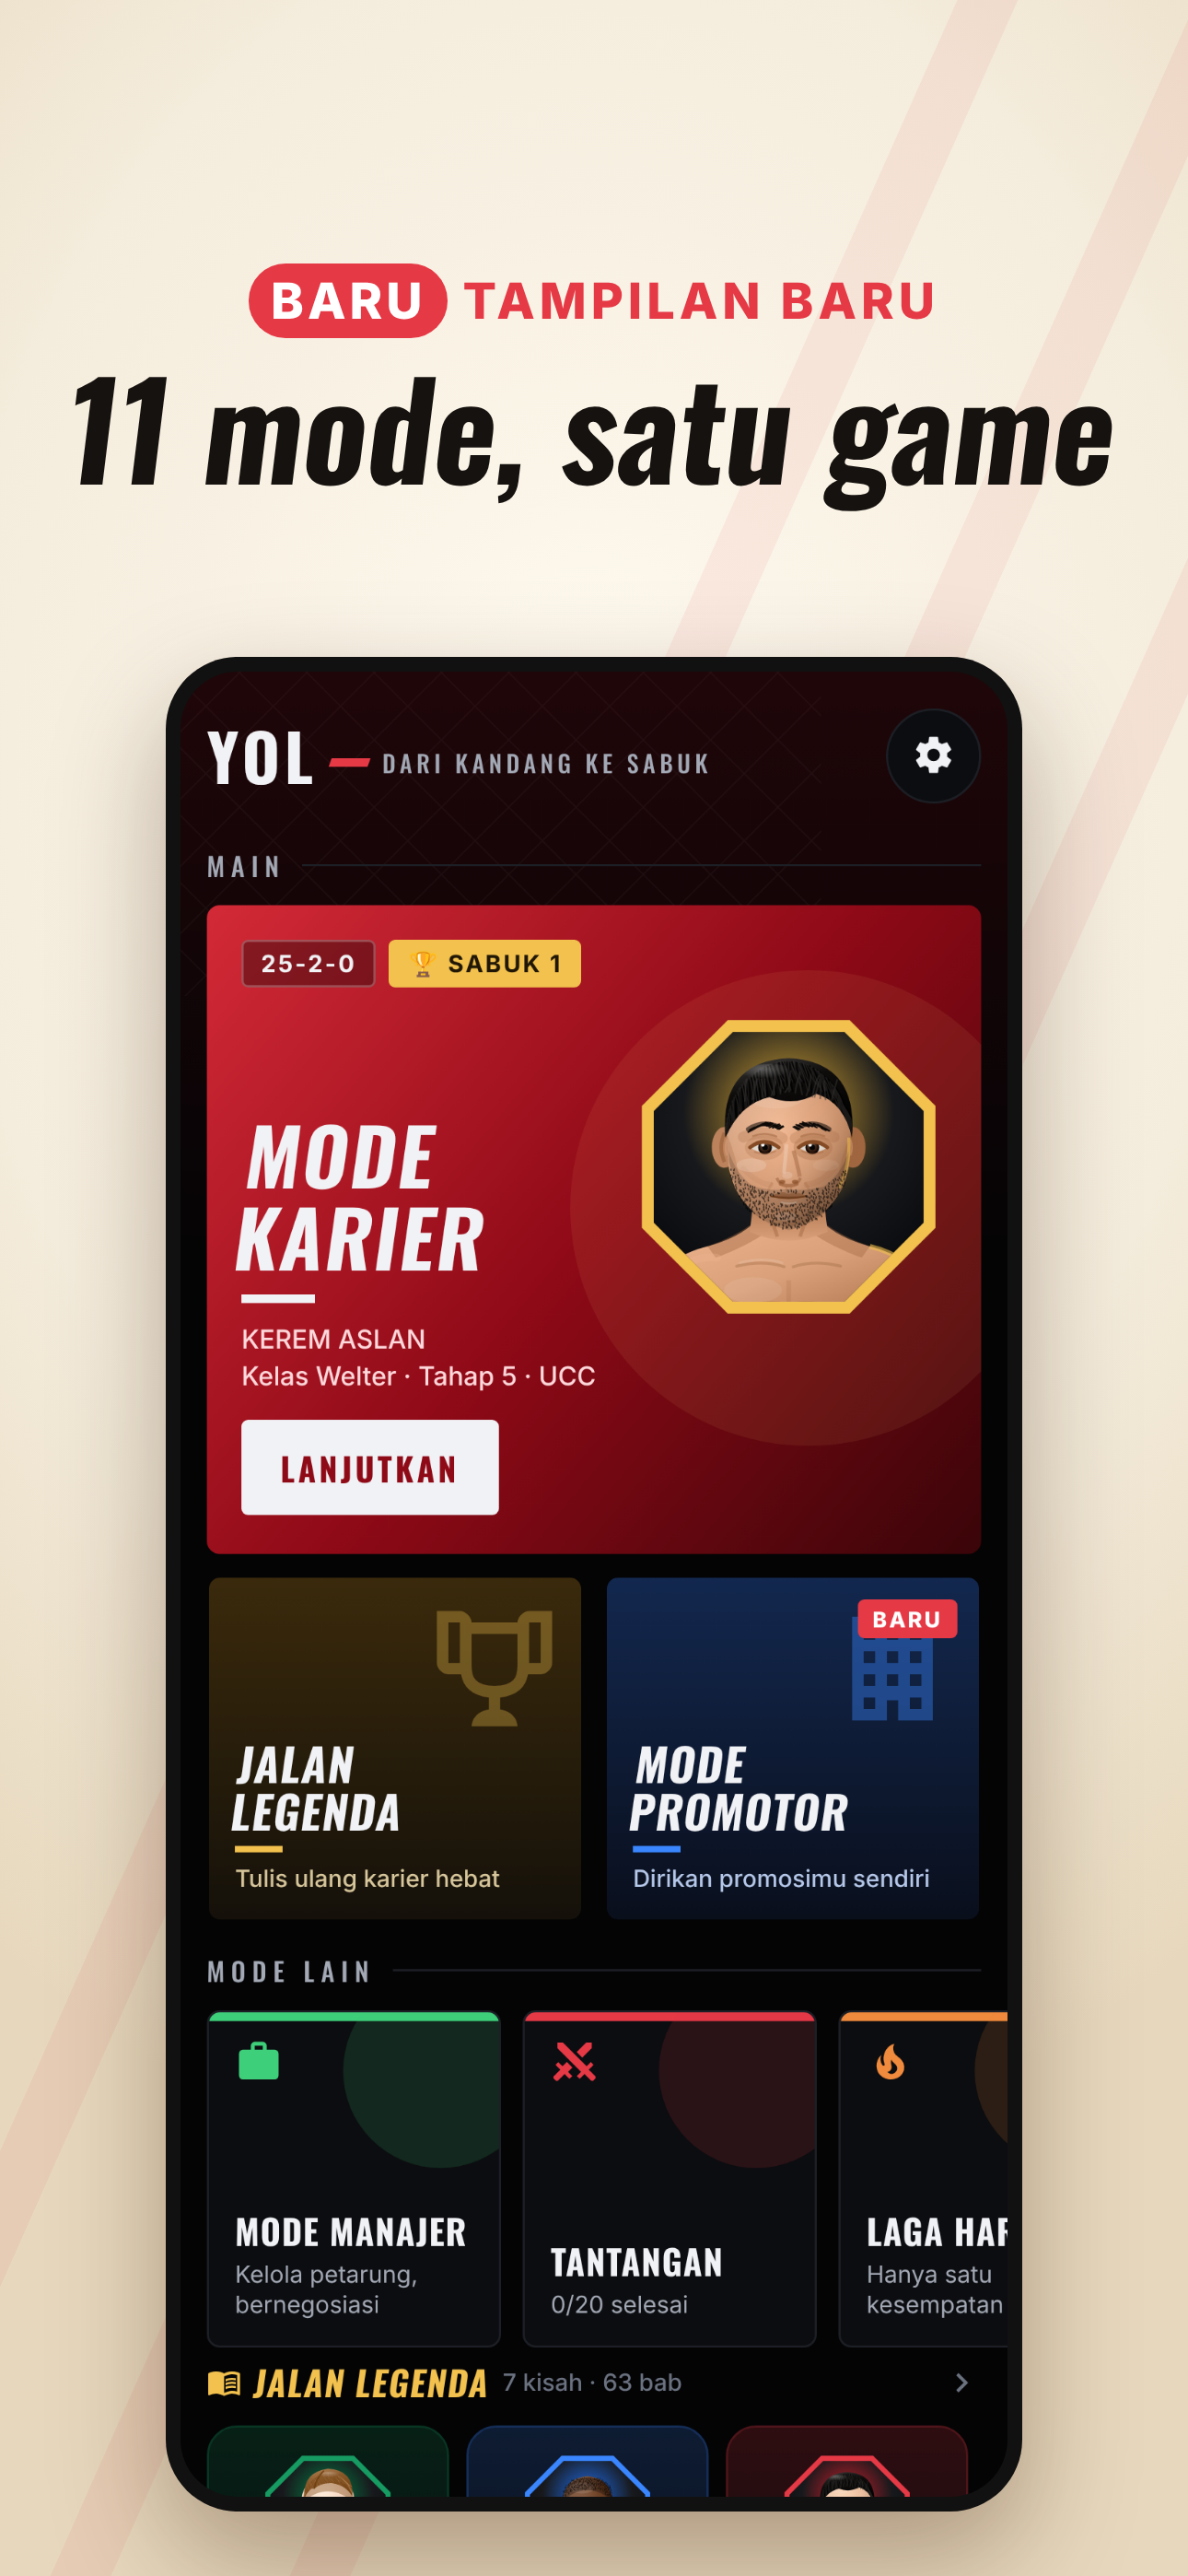 BARU TAMPILAN BARU
11 mode, satu game
YOL DARI KANDANG KE SABUK
MAIN
25-2-0 SABUK 1
MODE
KARIER
KEREM ASLAN
Kelas Welter · Tahap 5 · UCC
LANJUTKAN
JALAN
LEGENDA
Tulis ulang karier hebat
BARU
MODE
PROMOTOR
Dirikan promosimu sendiri
MODE LAIN
MODE MANAJER
Kelola petarung,
bernegosiasi
TANTANGAN
0/20 selesai
LAGA
Hanya satu
kesempatan
JALAN LEGENDA 7 kisah · 63 bab